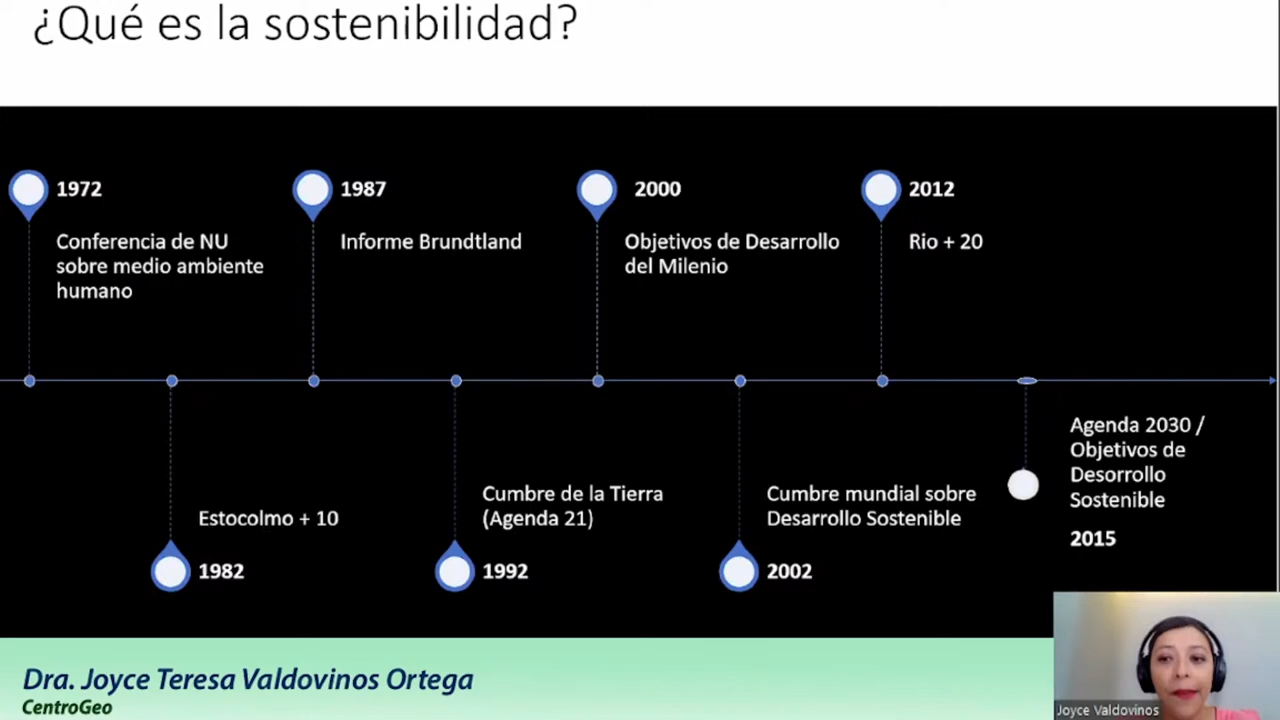 ¿Qué es la sostenibilidad?
1972
Conferencia de NU
sobre medio ambiente
humano
1987
Informe Brundtland
2000
Objetivos de Desarrollo
del Milenio
2012
Rio + 20
Estocolmo + 10
1982
Cumbre de la Tierra
(Agenda 21)
1992
Cumbre mundial sobre
Desarrollo Sostenible
2002
Agenda 2030 /
Objetivos de
Desorrollo
Sostenible
2015
Dra. Joyce Teresa Valdovinos Ortega
CentroGeo
Joyce Valdovinos